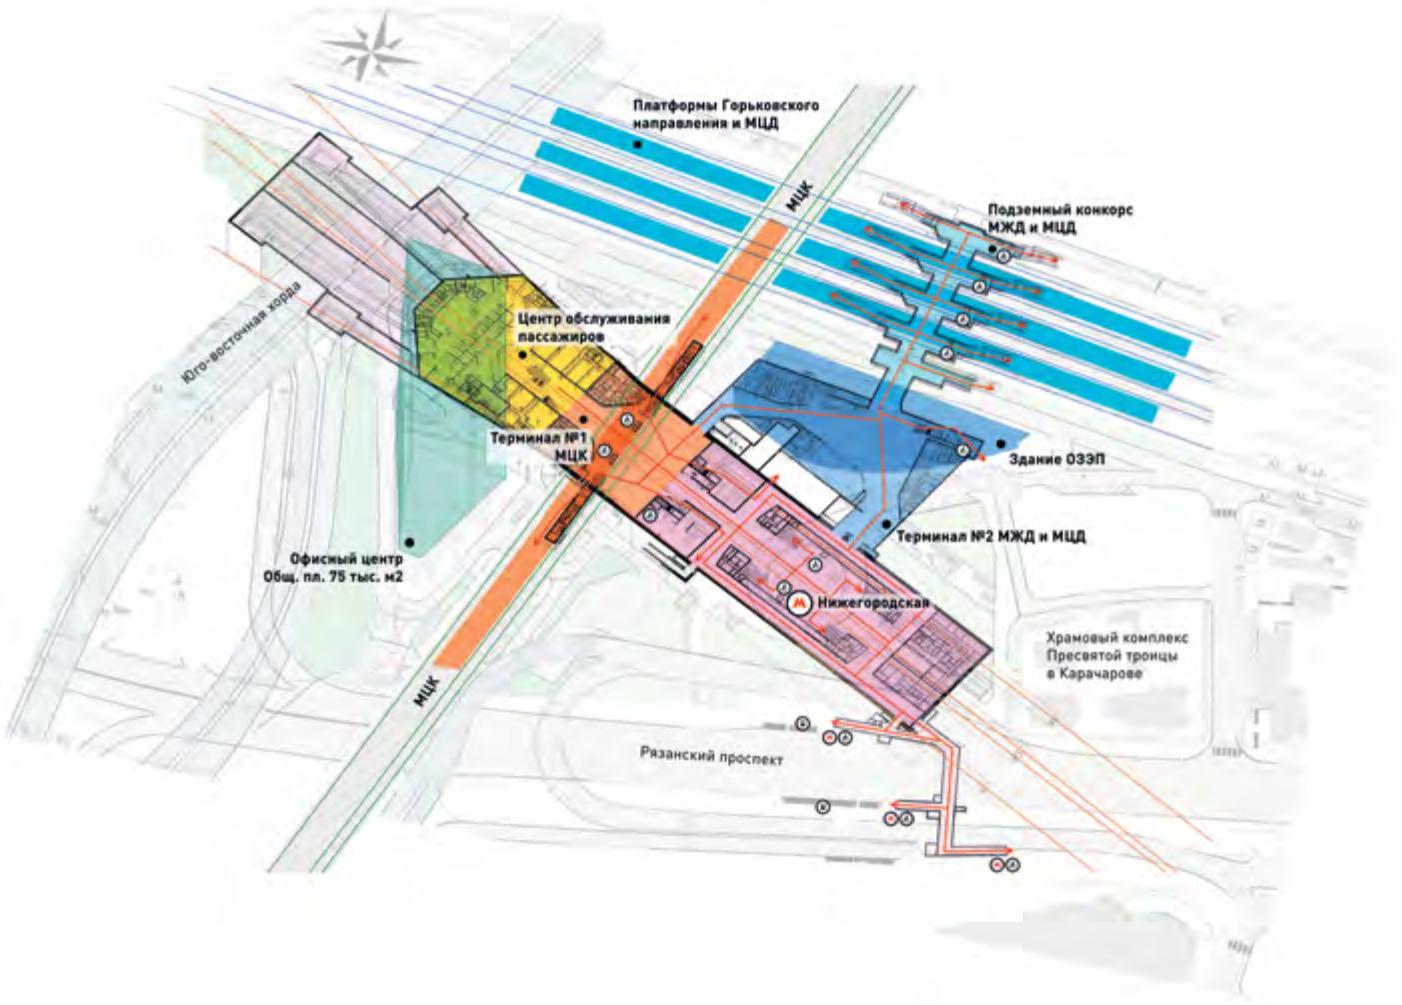 Платформы Горьковского
направления и МЦД
МЦК
Подземный конкорс
МЖД и МЦД
Юго-восточная хорда
Центр обслуживания
пассажиров
Терминал №1
МЦК
Здание ОЗЭП
Терминал №2 МЖД и МЦД
Офисный центр
Общ. пл. 75 тыс. м2
М Нижегородская
Храмовый комплекс
Пресвятой троицы
в Карачарове
МЦК
Рязанский проспект